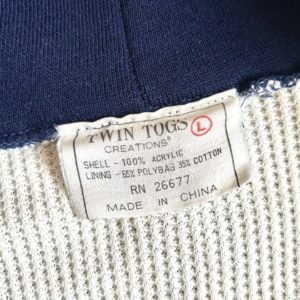 TWIN TOGS Ⓛ
CREATIONS®
SHELL - 100% ACRYLIC
LINING - 65% POLYBAG 35% COTTON
RN 26677
MADE IN CHINA